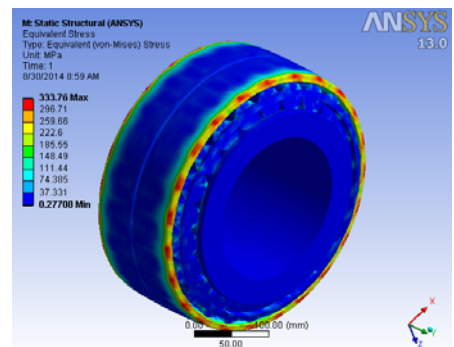 M: Static Structural (ANSYS)
Equivalent Stress
Type: Equivalent (von-Mises) Stress
Unit: MPa
Time: 1
8/30/2014 8:59 AM
333.76 Max
296.71
259.66
222.6
185.55
148.49
111.44
74.385
37.331
0.27708 Min
ANSYS
13.0
0.00 100.00 (mm)
50.00
X
Y
Z